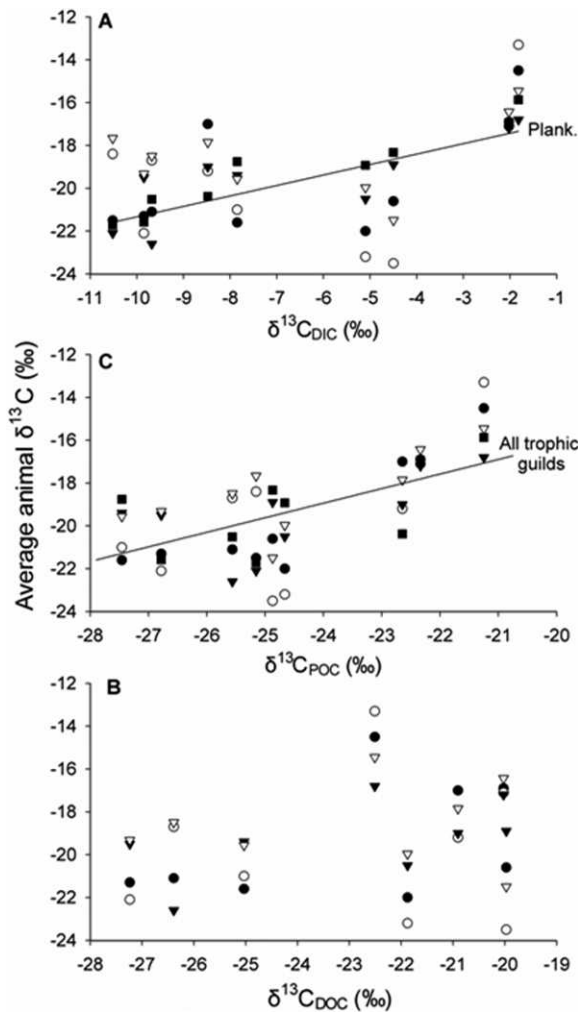 A
-12
-14
-16
-18
-20
-22
-24
Plank.
-11 -10 -9 -8 -7 -6 -5 -4 -3 -2 -1
δ¹³C_DIC (‰)
Average animal δ¹³C (‰)
C
-12
-14
-16
-18
-20
-22
-24
All trophic
guilds
-28 -27 -26 -25 -24 -23 -22 -21 -20
δ¹³C_POC (‰)
B
-12
-14
-16
-18
-20
-22
-24
-28 -27 -26 -25 -24 -23 -22 -21 -20 -19
δ¹³C_DOC (‰)